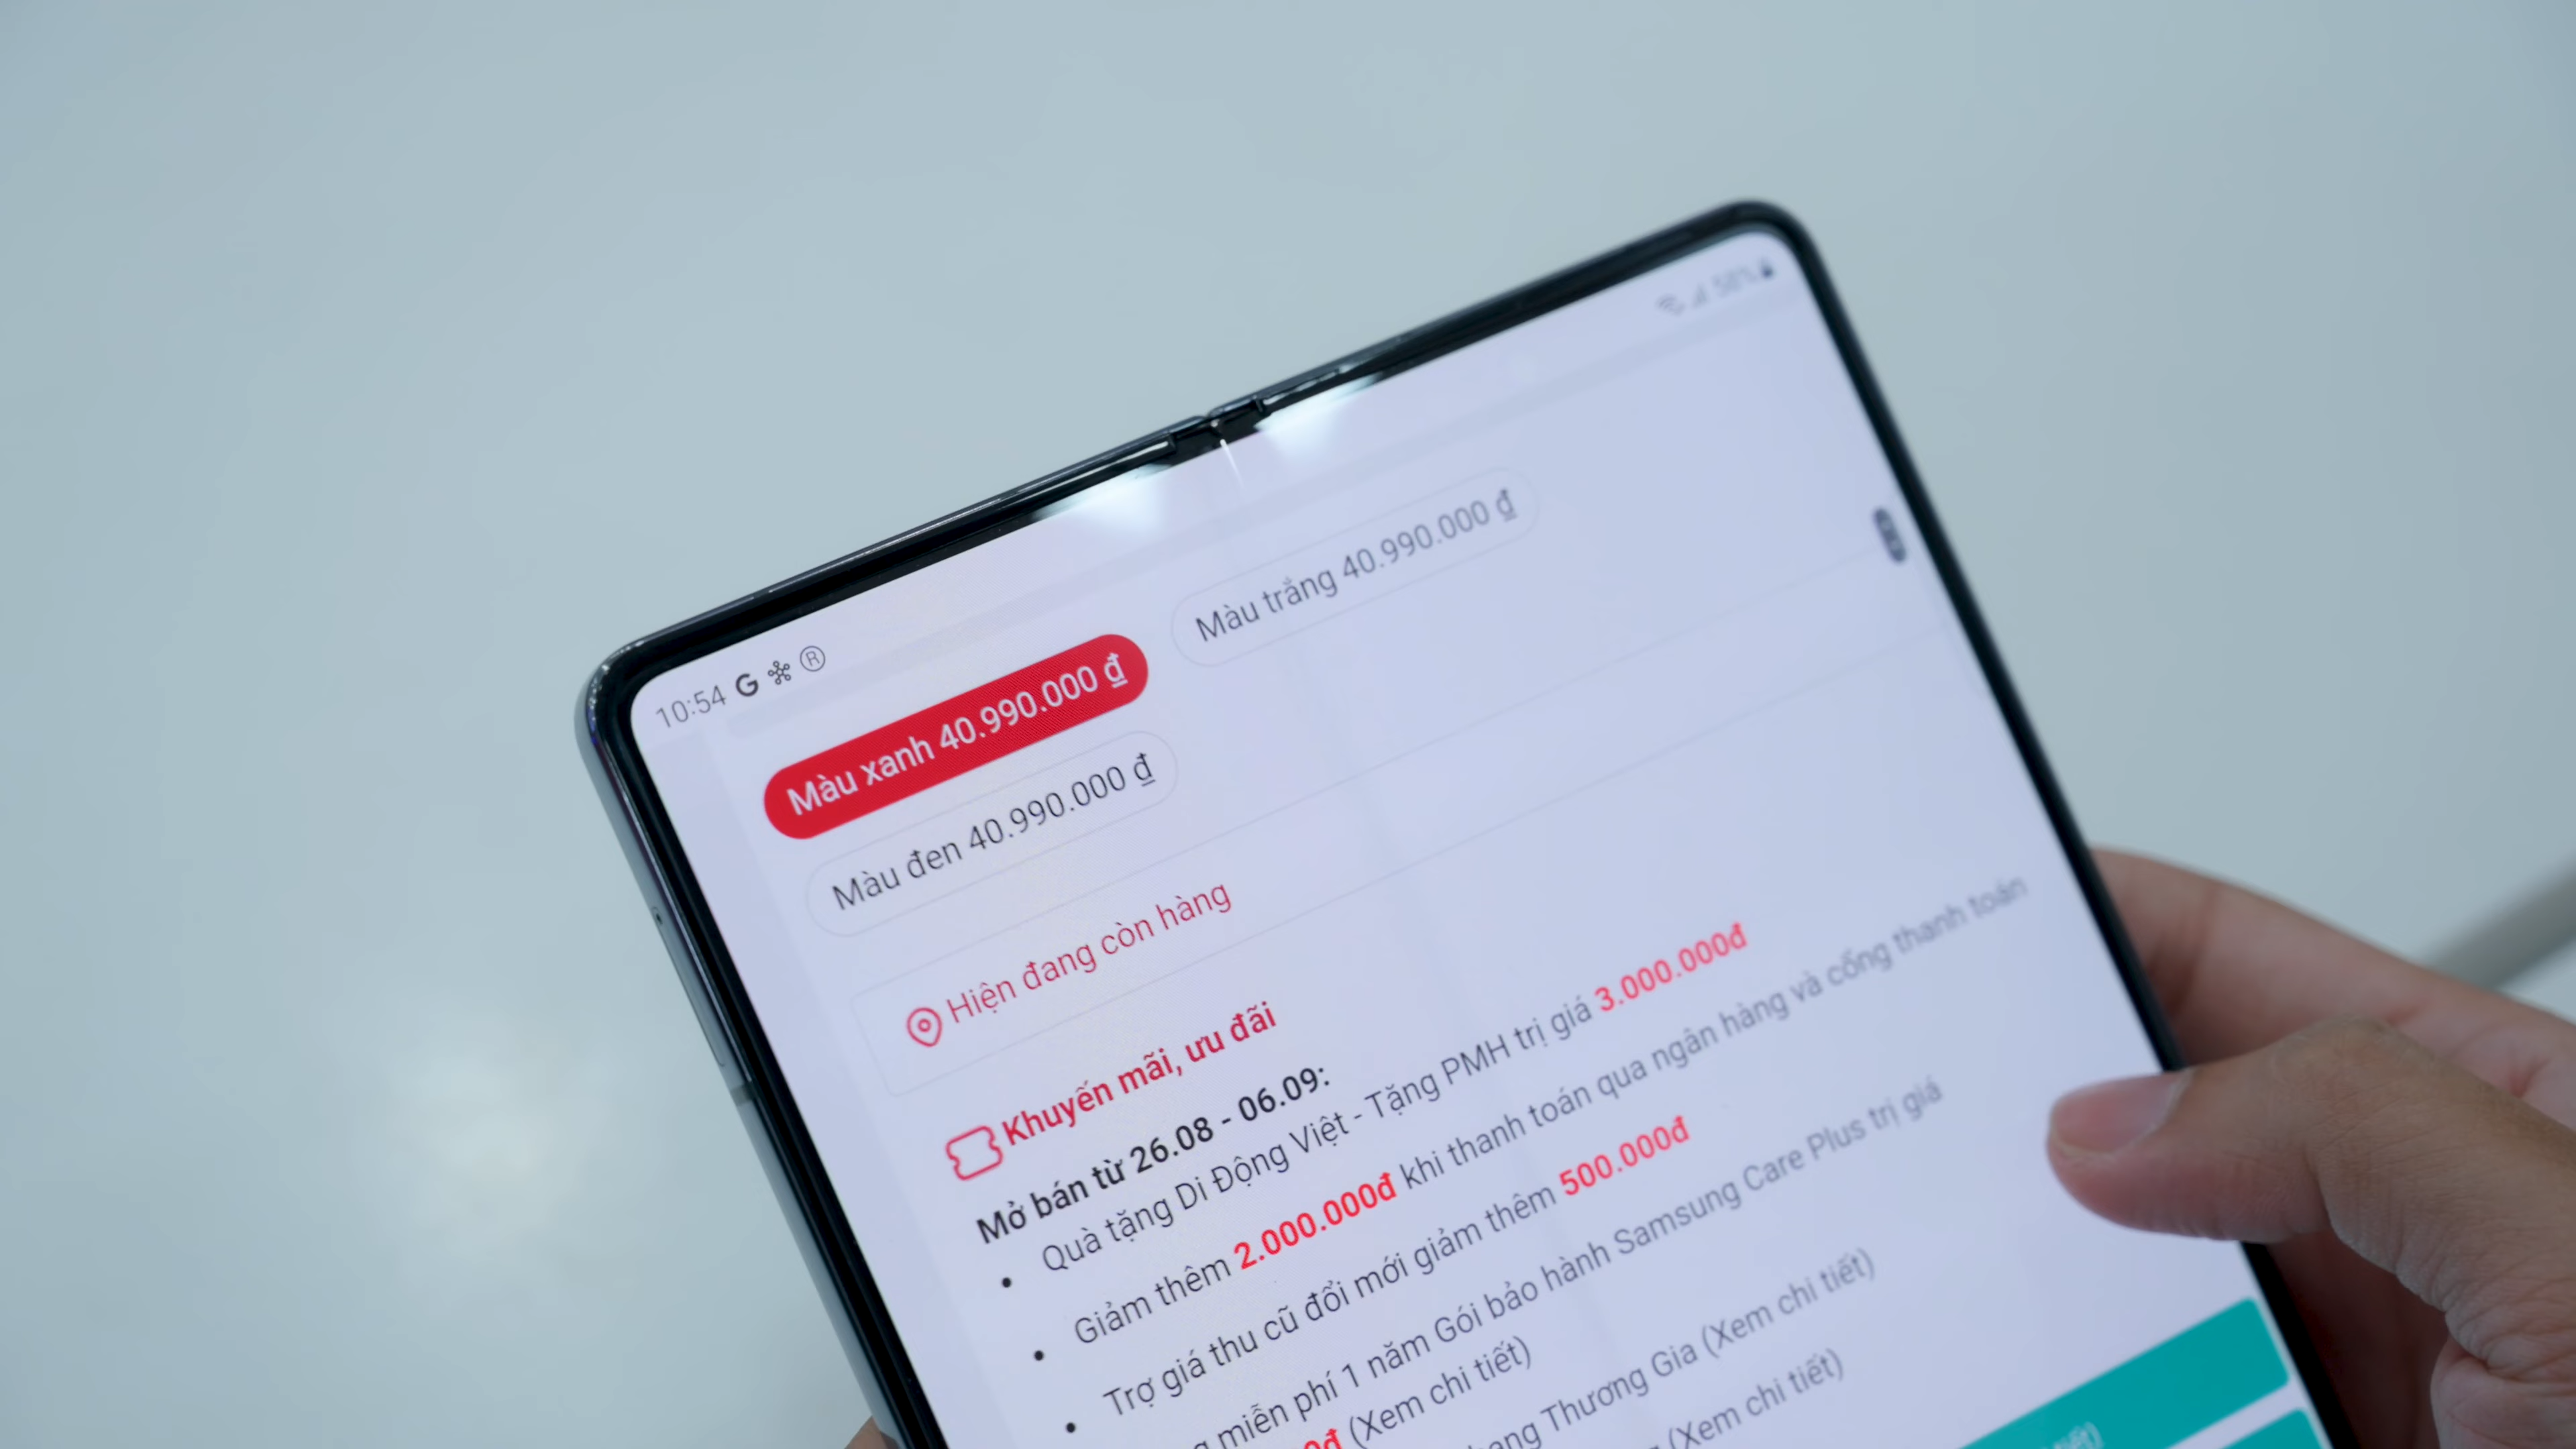 10:54 G Ⓡ
58%
Màu xanh 40.990.000 ₫
Màu trắng 40.990.000 ₫
Màu đen 40.990.000 ₫
Hiện đang còn hàng
Khuyến mãi, ưu đãi
Mở bán từ 26.08 - 06.09:
• Quà tặng Di Động Việt - Tặng PMH trị giá 3.000.000đ
• Giảm thêm 2.000.000đ khi thanh toán qua ngân hàng và cổng thanh toán
• Trợ giá thu cũ đổi mới giảm thêm 500.000đ
miễn phí 1 năm Gói bảo hành Samsung Care Plus trị giá
(Xem chi tiết)
Thương Gia (Xem chi tiết)
(Xem chi tiết)